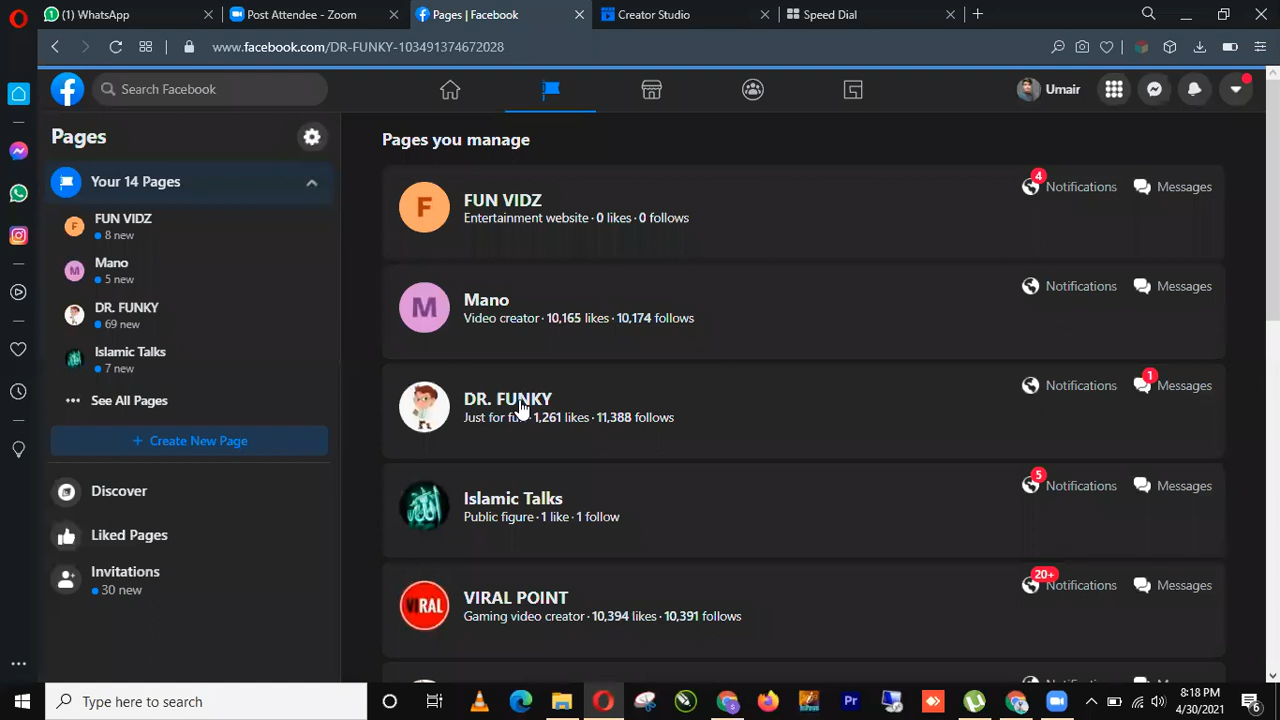 (1) WhatsApp
Post Attendee - Zoom
Pages | Facebook
Creator Studio
Speed Dial
www.facebook.com/DR-FUNKY-103491374672028
Search Facebook
Umair
Pages
Your 14 Pages
FUN VIDZ
8 new
M
Mano
5 new
DR. FUNKY
69 new
Islamic Talks
7 new
See All Pages
+ Create New Page
Discover
Liked Pages
Invitations
30 new
Pages you manage
F
FUN VIDZ
Entertainment website · 0 likes · 0 follows
4
Notifications
Messages
M
Mano
Video creator · 10,165 likes · 10,174 follows
Notifications
Messages
DR. FUNKY
Just for · 1,261 likes · 11,388 follows
Notifications
1
Messages
Islamic Talks
Public figure · 1 like · 1 follow
5
Notifications
Messages
VIRAL
VIRAL POINT
Gaming video creator · 10,394 likes · 10,391 follows
20+
Notifications
Messages
Type here to search
Pr
8:18 PM
4/30/2021
6